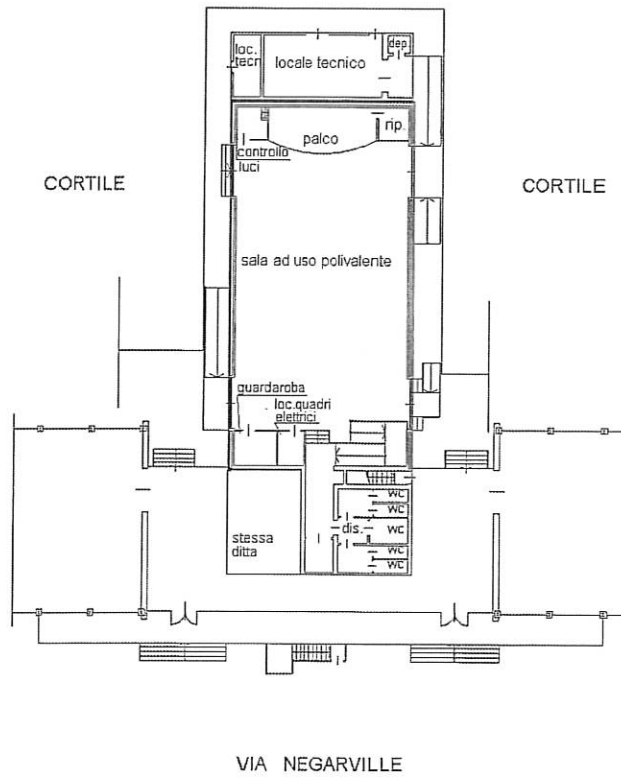 dep.
loc.
tecn
locale tecnico
palco
rip.
controllo
luci
CORTILE
CORTILE
sala ad uso polivalente
guardaroba
loc.quadri
elettrici
wc
wc
dis.
wc
stessa
ditta
wc
wc
VIA NEGARVILLE